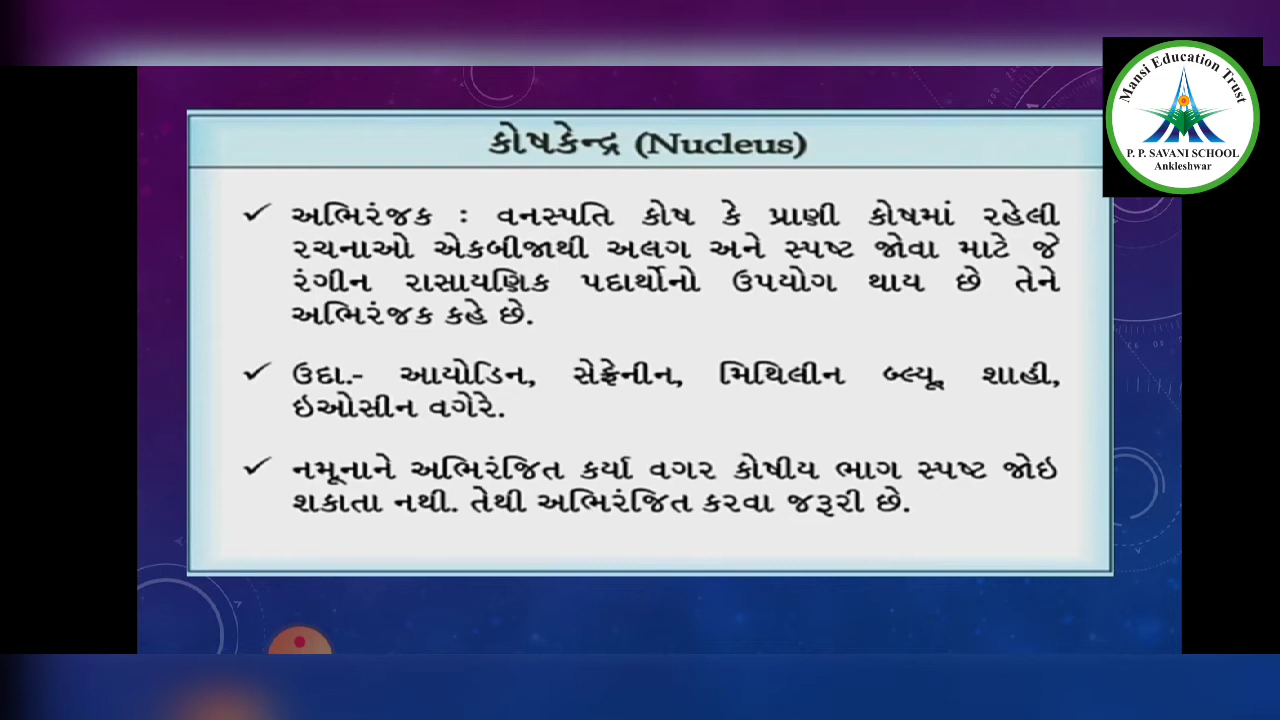 કોષકેન્દ્ર (Nucleus)
✓ અભિરંજક : વનસ્પતિ કોષ કે પ્રાણી કોષમાં રહેલી
રચનાઓ એકબીજાથી અલગ અને સ્પષ્ટ જોવા માટે જે
રંગીન રાસાયણિક પદાર્થોનો ઉપયોગ થાય છે તેને
અભિરંજક કહે છે.
✓ ઉદા.- આયોડિન, સેફ્રેનીન, મિથિલીન બ્લ્યૂ, શાહી,
ઇઓસીન વગેરે.
✓ નમૂનાને અભિરંજિત કર્યા વગર કોષીય ભાગ સ્પષ્ટ જોઇ
શકાતા નથી. તેથી અભિરંજિત કરવા જરૂરી છે.
Mansi Education Trust
P. P. SAVANI SCHOOL
Ankleshwar